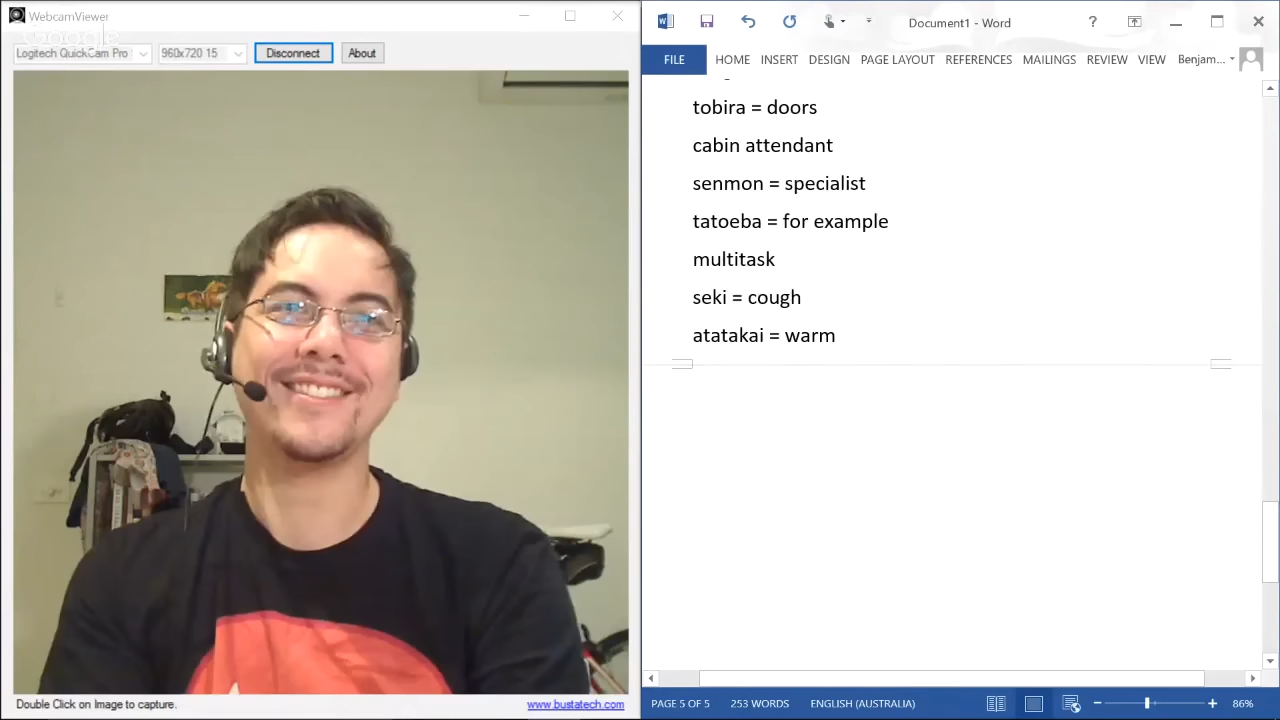 WebcamViewer
Google
Logitech QuickCam Pro
960x720 15
Disconnect
About
Double Click on Image to capture.
www.bustatech.com
Document1 - Word
?
FILE
HOME
INSERT
DESIGN
PAGE LAYOUT
REFERENCES
MAILINGS
REVIEW
VIEW
Benjam...
tobira = doors
cabin attendant
senmon = specialist
tatoeba = for example
multitask
seki = cough
atatakai = warm
PAGE 5 OF 5
253 WORDS
ENGLISH (AUSTRALIA)
86%